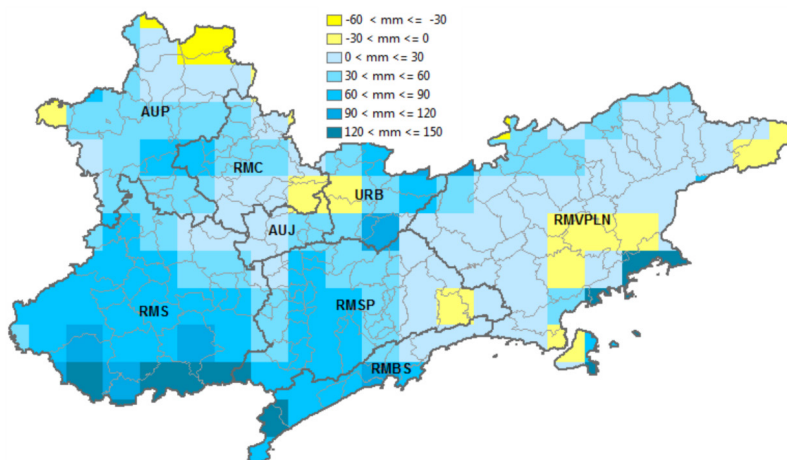 -60 < mm <= -30
-30 < mm <= 0
0 < mm <= 30
30 < mm <= 60
60 < mm <= 90
90 < mm <= 120
120 < mm <= 150
AUP
RMC
URB
RMVPLN
AUJ
RMS
RMSP
RMBS